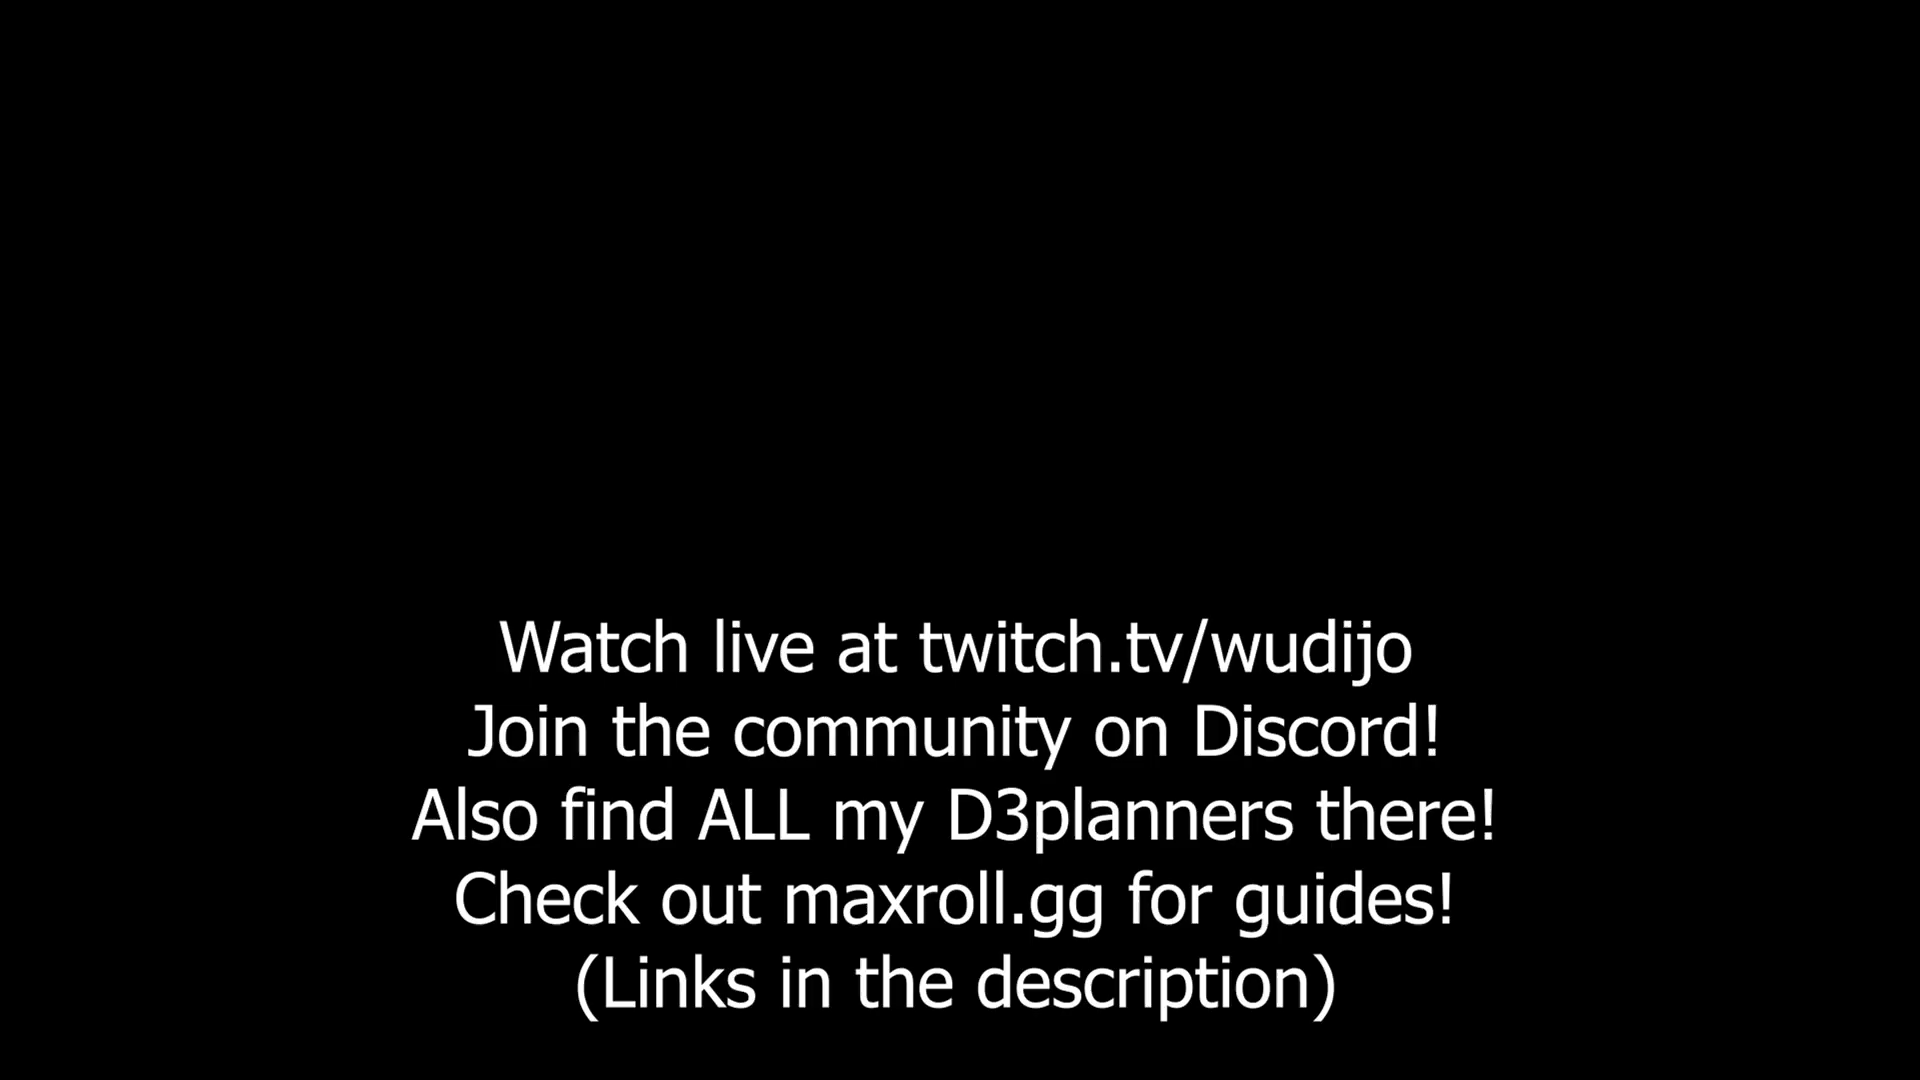 Watch live at twitch.tv/wudijo
Join the community on Discord!
Also find ALL my D3planners there!
Check out maxroll.gg for guides!
(Links in the description)